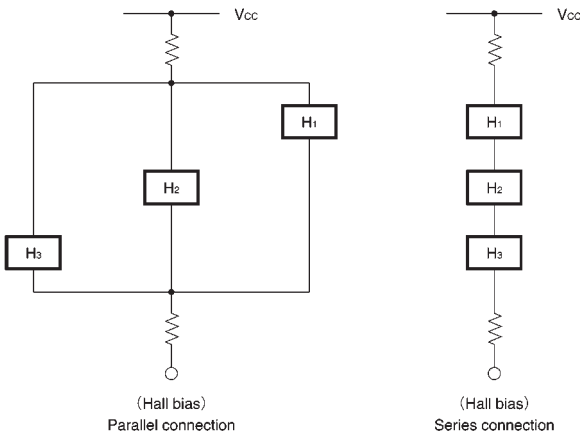 Vcc
Vcc
H1
H1
H2
H2
H3
H3
(Hall bias)
Parallel connection
(Hall bias)
Series connection